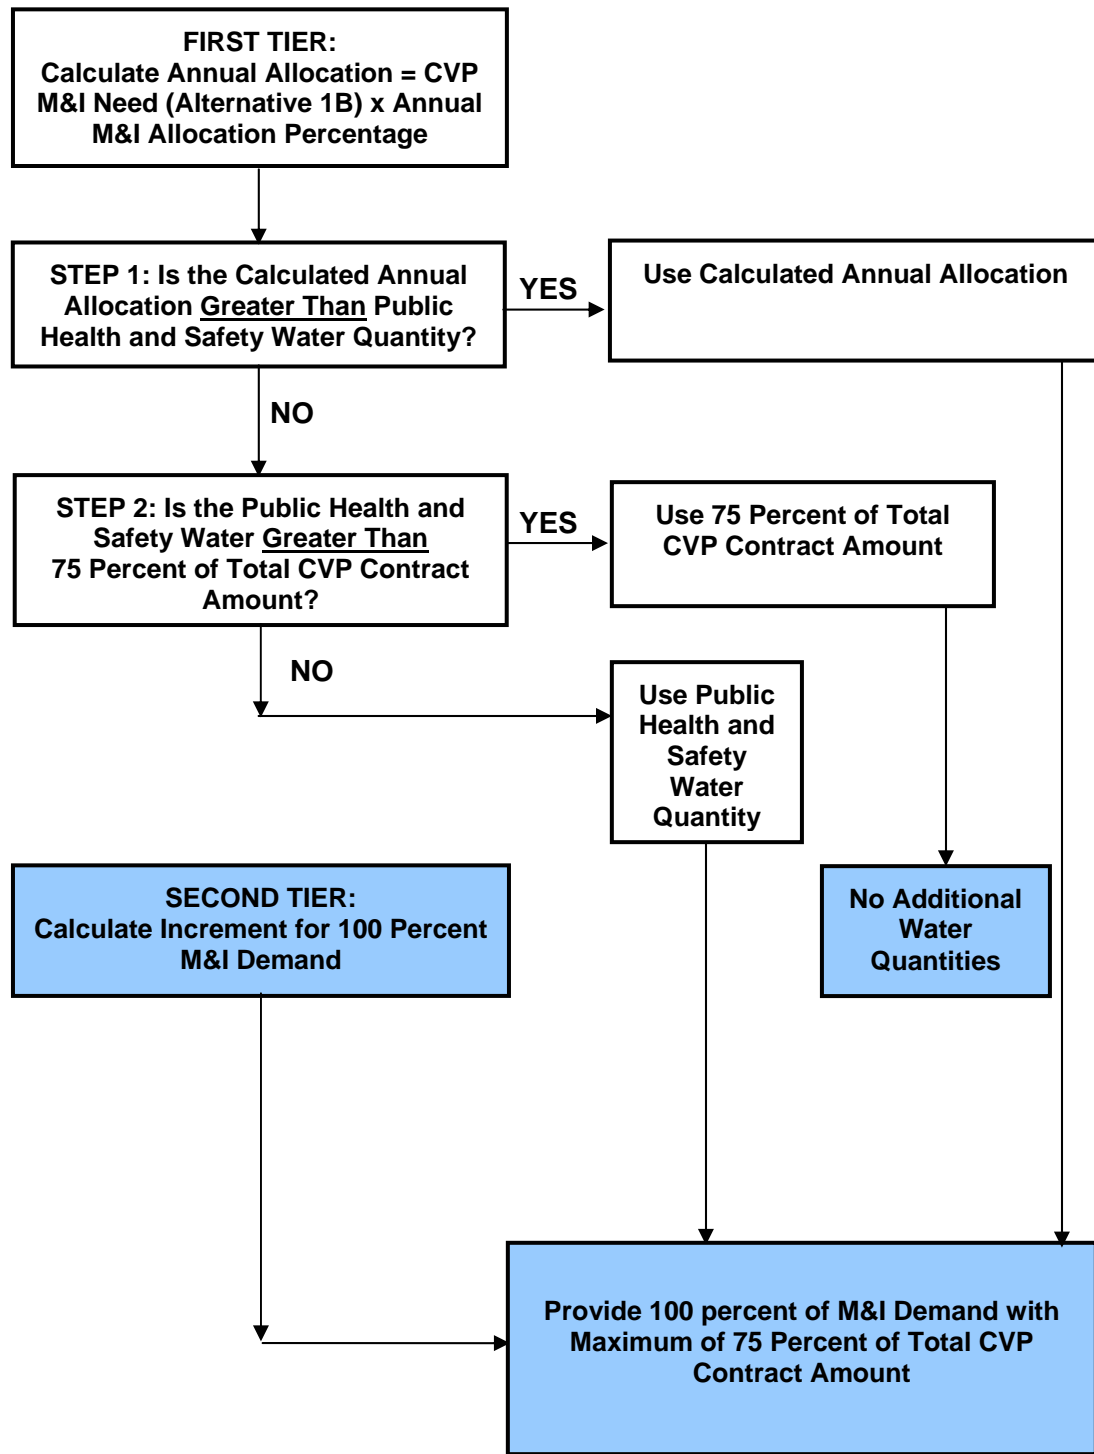 FIRST TIER:
Calculate Annual Allocation = CVP
M&I Need (Alternative 1B) x Annual
M&I Allocation Percentage
STEP 1: Is the Calculated Annual
Allocation Greater Than Public
Health and Safety Water Quantity?
YES
Use Calculated Annual Allocation
NO
STEP 2: Is the Public Health and
Safety Water Greater Than
75 Percent of Total CVP Contract
Amount?
YES
Use 75 Percent of Total
CVP Contract Amount
NO
Use Public
Health and
Safety
Water
Quantity
SECOND TIER:
Calculate Increment for 100 Percent
M&I Demand
No Additional
Water
Quantities
Provide 100 percent of M&I Demand with
Maximum of 75 Percent of Total CVP
Contract Amount